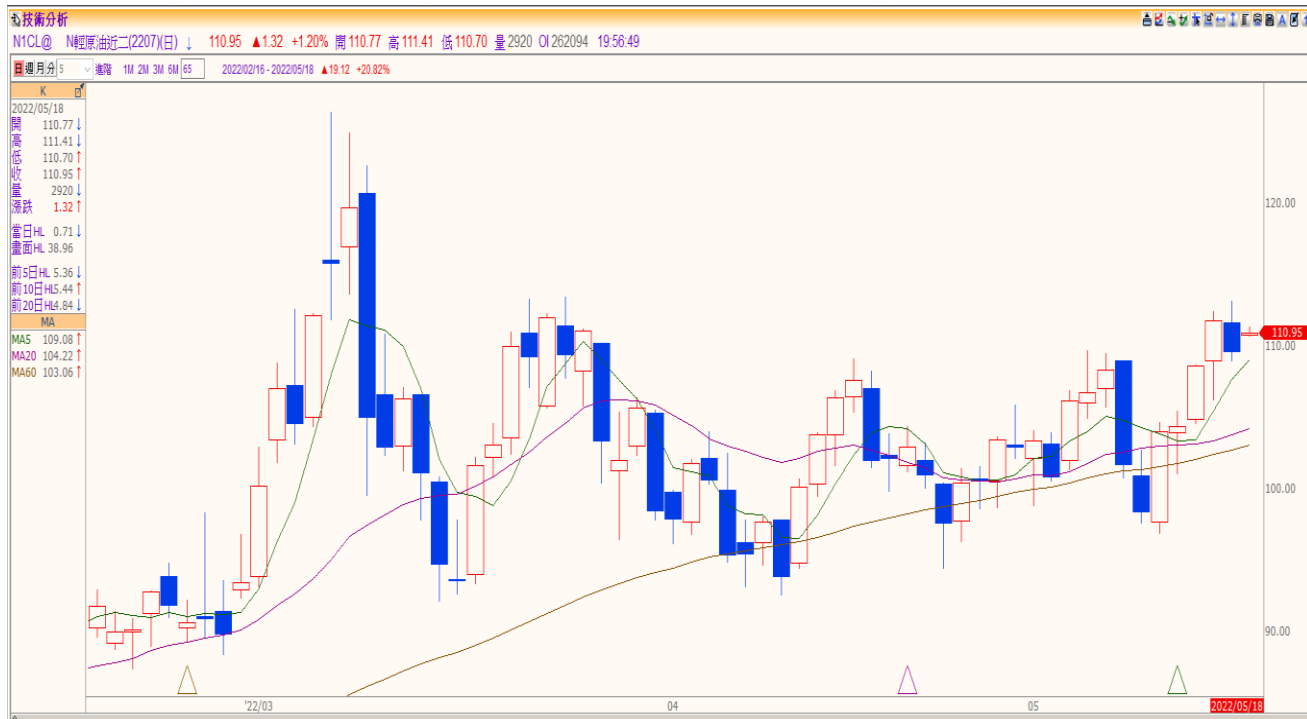 技術分析
N1CL@ N輕原油近二(2207)(日) ↓ 110.95 ▲1.32 +1.20% 開 110.77 高 111.41 低 110.70 量 2920 OI 262094 19:56:49
日 週 月 分 5 進階 1M 2M 3M 6M 65 2022/02/16 - 2022/05/18 ▲19.12 +20.82%
K
2022/05/18
開 110.77 ↓
高 111.41 ↓
低 110.70 ↑
收 110.95 ↑
量 2920 ↓
漲跌 1.32 ↑
當日HL 0.71 ↓
畫面HL 38.96
前5日HL 5.36 ↓
前10日HL5.44 ↑
前20日HL4.84 ↓
MA
MA5 109.08 ↑
MA20 104.22 ↑
MA60 103.06 ↑
120.00
110.95
110.00
100.00
90.00
'22/03 04 05 2022/05/18